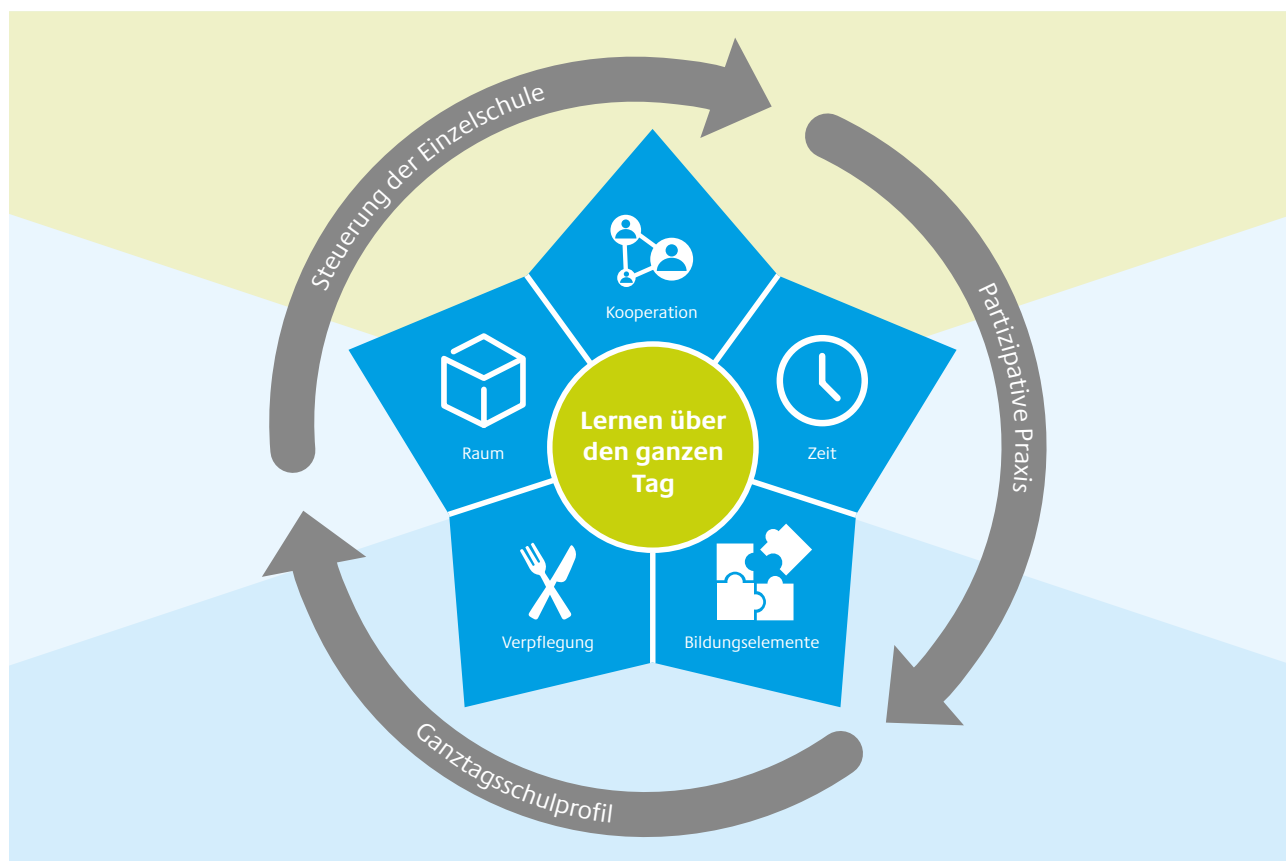 Steuerung der Einzelschule
Partizipative Praxis
Ganztagsschulprofil
Kooperation
Raum
Lernen über
den ganzen
Tag
Zeit
Verpflegung
Bildungselemente